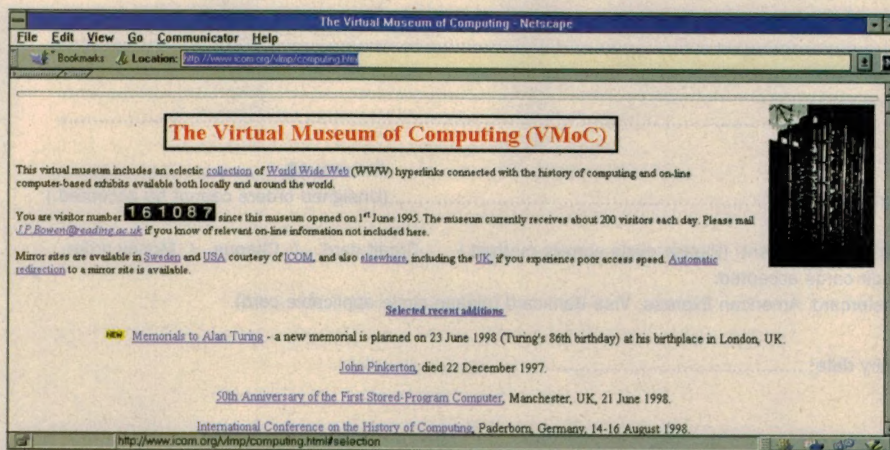 The Virtual Museum of Computing - Netscape
File Edit View Go Communicator Help
Bookmarks Location: http://www.icom.org/vlmp/computing.html
The Virtual Museum of Computing (VMoC)
This virtual museum includes an eclectic collection of World Wide Web (WWW) hyperlinks connected with the history of computing and on-line
computer-based exhibits available both locally and around the world.
You are visitor number 161087 since this museum opened on 1st June 1995. The museum currently receives about 200 visitors each day. Please mail
J.P.Bowen@reading.ac.uk if you know of relevant on-line information not included here.
Mirror sites are available in Sweden and USA courtesy of ICOM, and also elsewhere, including the UK, if you experience poor access speed. Automatic
redirection to a mirror site is available.
Selected recent additions
NEW Memorials to Alan Turing - a new memorial is planned on 23 June 1998 (Turing's 86th birthday) at his birthplace in London, UK.
John Pinkerton, died 22 December 1997.
50th Anniversary of the First Stored-Program Computer, Manchester, UK, 21 June 1998.
International Conference on the History of Computing, Paderborn, Germany, 14-16 August 1998.
http://www.icom.org/vlmp/computing.html#selection